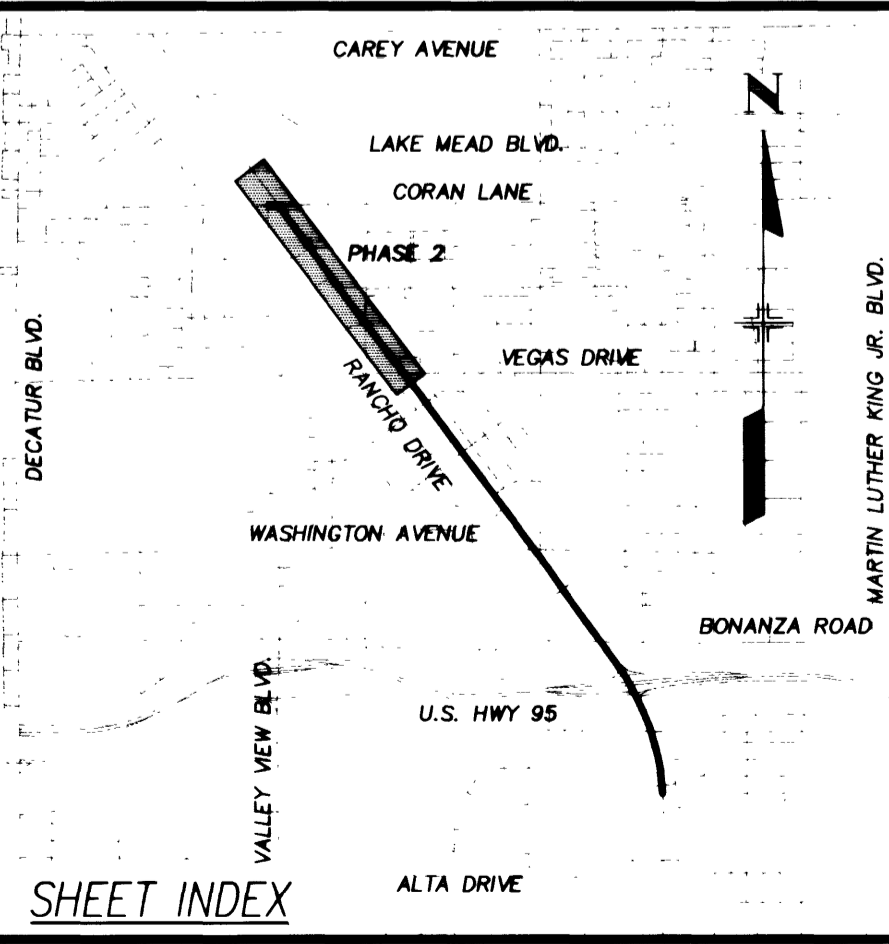 CAREY AVENUE
N
LAKE MEAD BLVD.
CORAN LANE
PHASE 2
DECATUR BLVD.
VEGAS DRIVE
MARTIN LUTHER KING JR. BLVD.
RANCHO DRIVE
WASHINGTON AVENUE
BONANZA ROAD
VALLEY VIEW BLVD.
U.S. HWY 95
ALTA DRIVE
SHEET INDEX